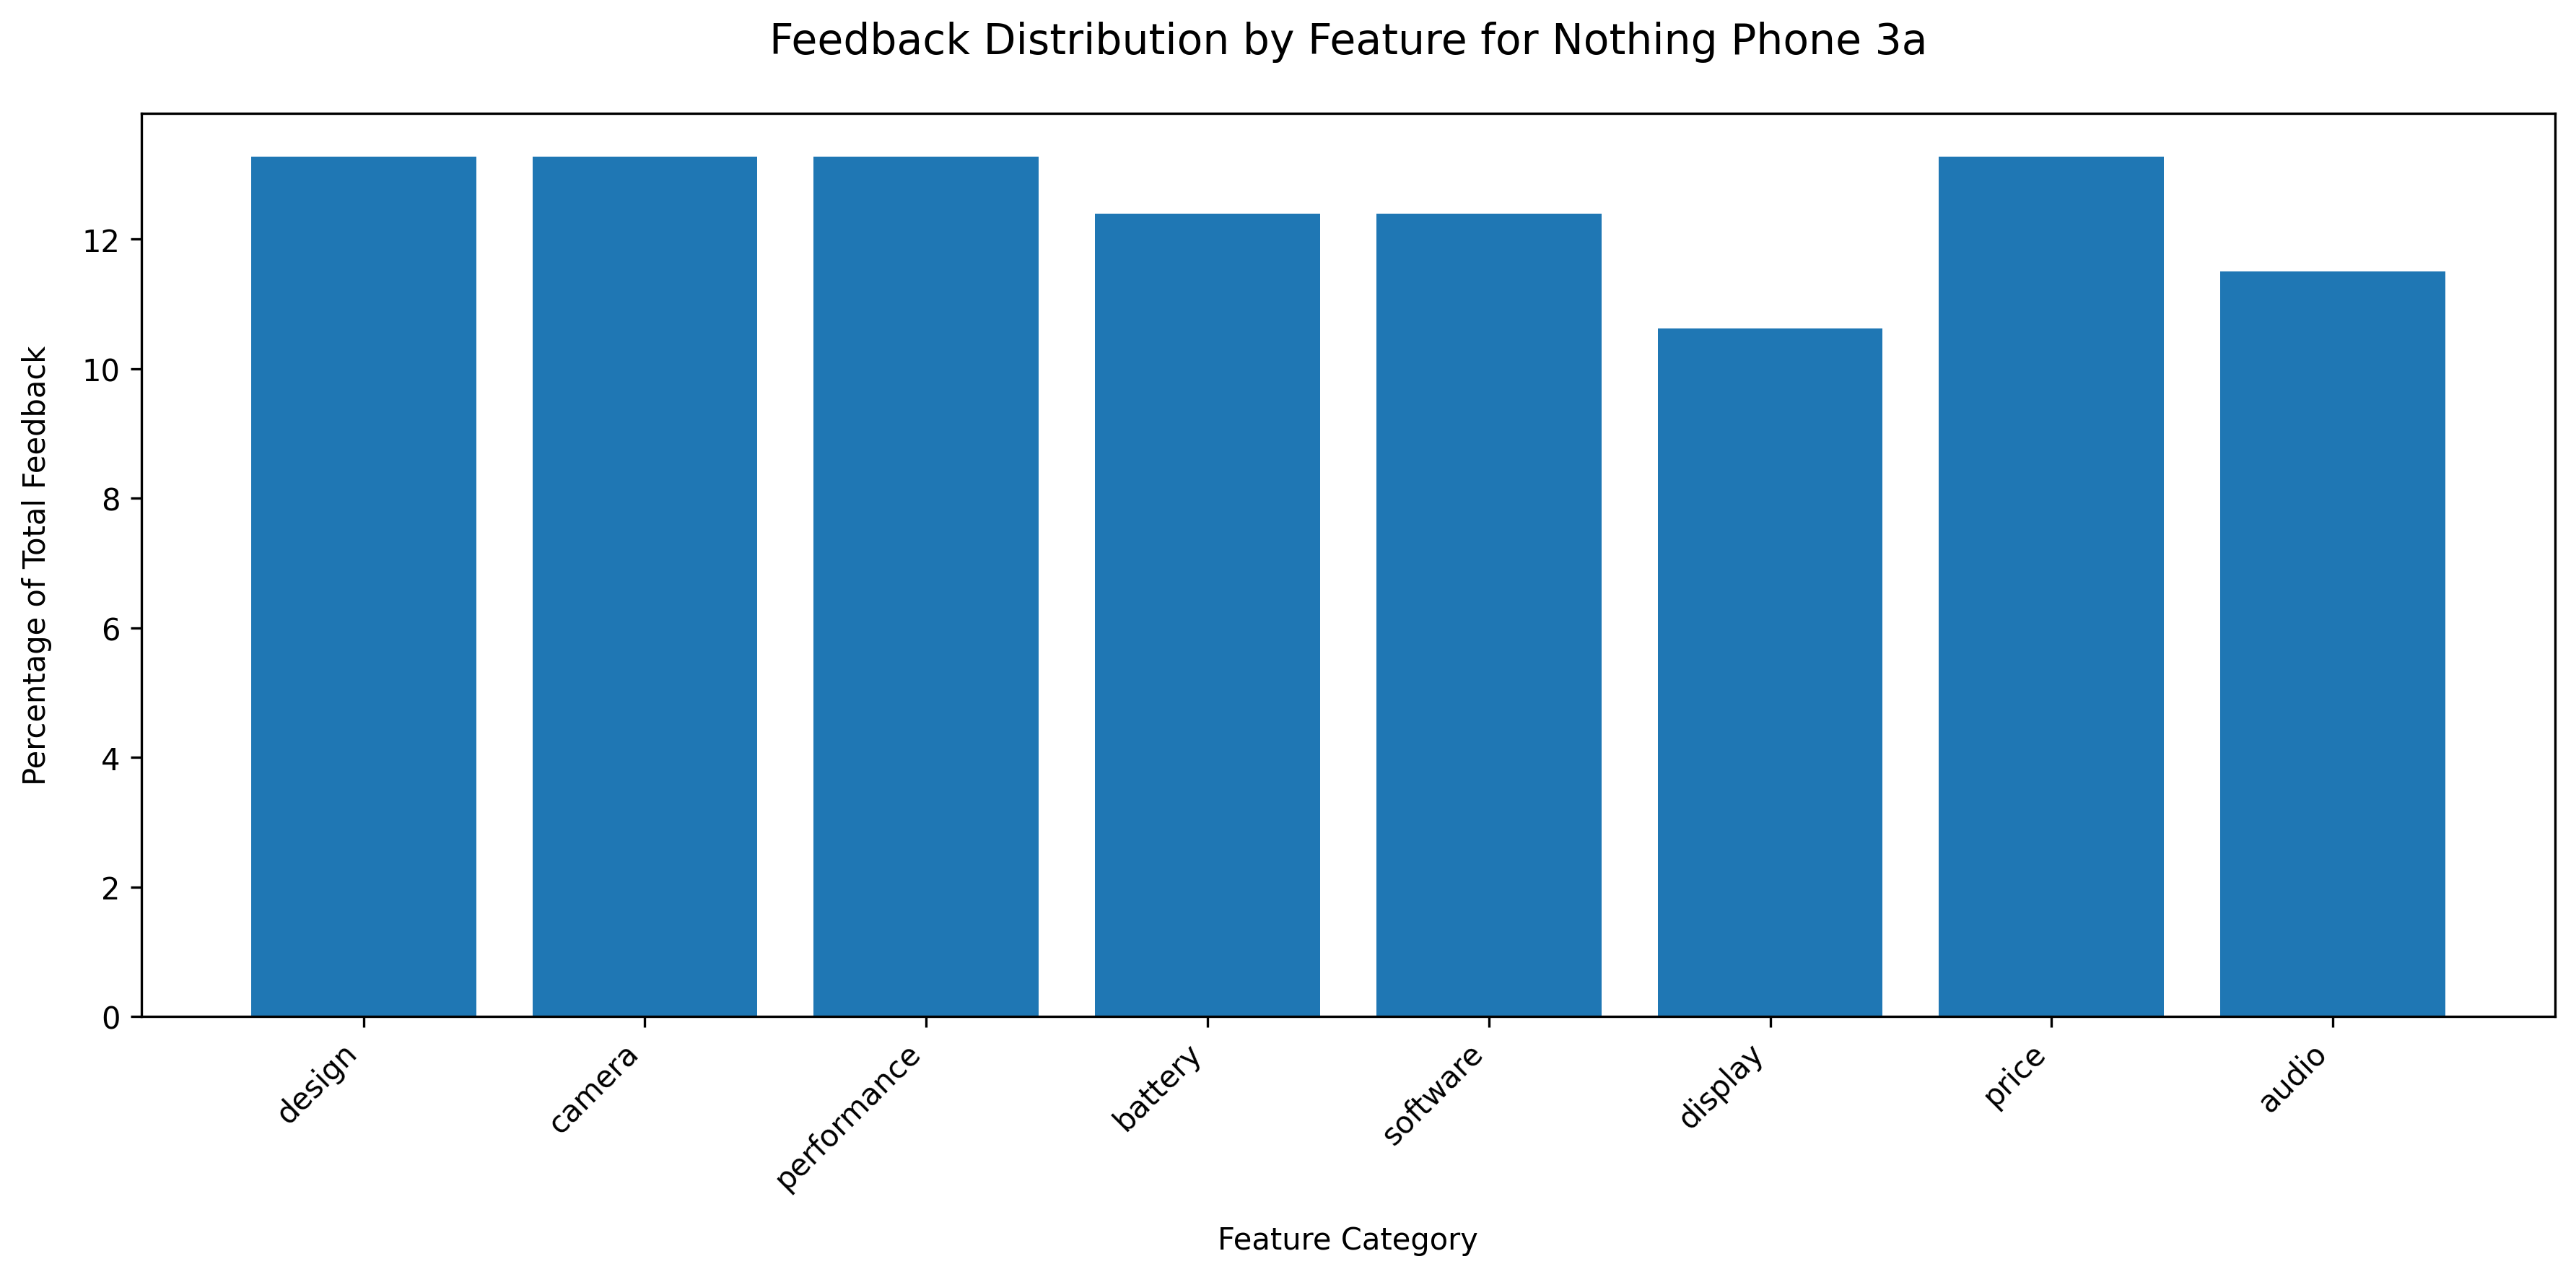 Feedback Distribution by Feature for Nothing Phone 3a
Percentage of Total Feedback
12
10
8
6
4
2
0
design
camera
performance
battery
software
display
price
audio
Feature Category